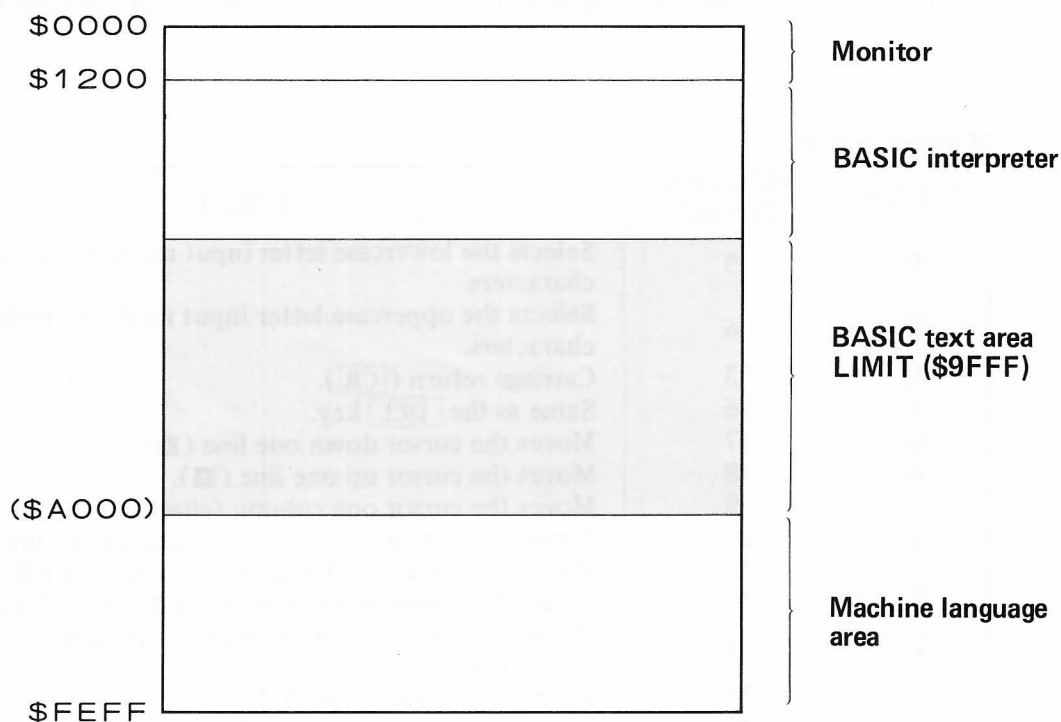 $0000
Monitor
$1200
BASIC interpreter
BASIC text area
LIMIT ($9FFF)
($A000)
Machine language
area
$FEFF